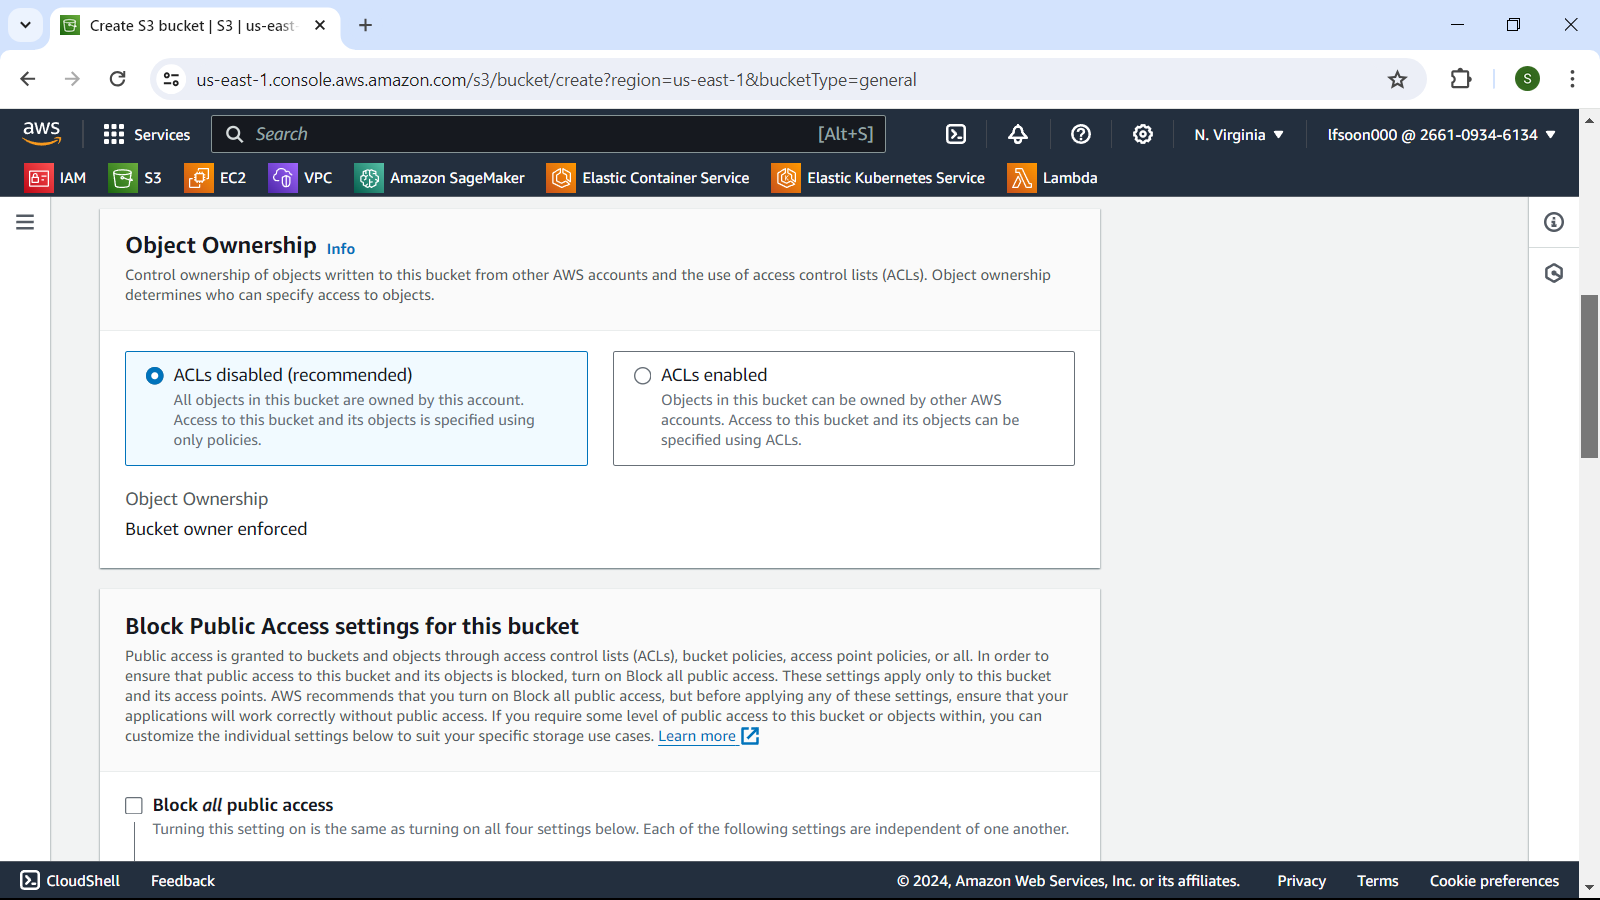 Create S3 bucket | S3 | us-east-
us-east-1.console.aws.amazon.com/s3/bucket/create?region=us-east-1&bucketType=general
S
aws
Services
Search
[Alt+S]
N. Virginia
lfsoon000 @ 2661-0934-6134
IAM
S3
EC2
VPC
Amazon SageMaker
Elastic Container Service
Elastic Kubernetes Service
Lambda
Object Ownership Info
Control ownership of objects written to this bucket from other AWS accounts and the use of access control lists (ACLs). Object ownership
determines who can specify access to objects.
ACLs disabled (recommended)
All objects in this bucket are owned by this account.
Access to this bucket and its objects is specified using
only policies.
ACLs enabled
Objects in this bucket can be owned by other AWS
accounts. Access to this bucket and its objects can be
specified using ACLs.
Object Ownership
Bucket owner enforced
Block Public Access settings for this bucket
Public access is granted to buckets and objects through access control lists (ACLs), bucket policies, access point policies, or all. In order to
ensure that public access to this bucket and its objects is blocked, turn on Block all public access. These settings apply only to this bucket
and its access points. AWS recommends that you turn on Block all public access, but before applying any of these settings, ensure that your
applications will work correctly without public access. If you require some level of public access to this bucket or objects within, you can
customize the individual settings below to suit your specific storage use cases. Learn more
Block all public access
Turning this setting on is the same as turning on all four settings below. Each of the following settings are independent of one another.
CloudShell
Feedback
© 2024, Amazon Web Services, Inc. or its affiliates.
Privacy
Terms
Cookie preferences